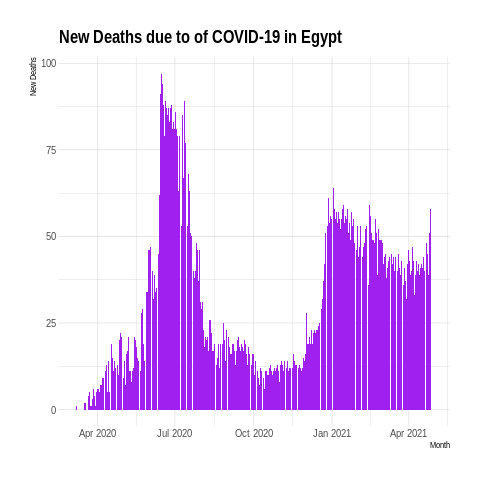 New Deaths due to of COVID-19 in Egypt
New Deaths
100
75
50
25
0
Apr 2020
Jul 2020
Oct 2020
Jan 2021
Apr 2021
Month